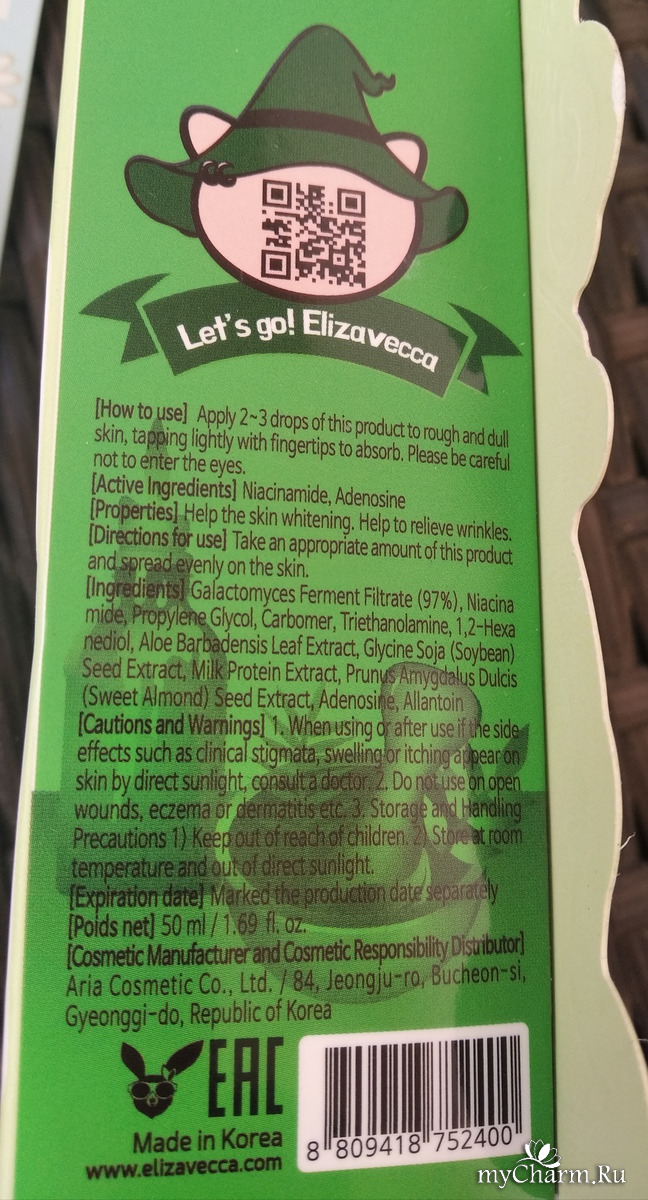 Let's go! Elizavecca
[How to use] Apply 2~3 drops of this product to rough and dull
skin, tapping lightly with fingertips to absorb. Please be careful
not to enter the eyes.
[Active Ingredients] Niacinamide, Adenosine
[Properties] Help the skin whitening. Help to relieve wrinkles.
[Directions for use] Take an appropriate amount of this product
and spread evenly on the skin.
[Ingredients] Galactomyces Ferment Filtrate (97%), Niacina
mide, Propylene Glycol, Carbomer, Triethanolamine, 1,2-Hexa
nediol, Aloe Barbadensis Leaf Extract, Glycine Soja (Soybean)
Seed Extract, Milk Protein Extract, Prunus Amygdalus Dulcis
(Sweet Almond) Seed Extract, Adenosine, Allantoin
[Cautions and Warnings] 1. When using or after use if the side
effects such as clinical stigmata, swelling or itching appear on
skin by direct sunlight, consult a doctor. 2. Do not use on open
wounds, eczema or dermatitis etc. 3. Storage and Handling
Precautions 1) Keep out of reach of children. 2) Store at room
temperature and out of direct sunlight.
[Expiration date] Marked the production date separately
[Poids net] 50 ml / 1.69 fl. oz.
[Cosmetic Manufacturer and Cosmetic Responsibility Distributor]
Aria Cosmetic Co., Ltd. / 84, Jeongju-ro, Bucheon-si,
Gyeonggi-do, Republic of Korea
EAC
Made in Korea
www.elizavecca.com
8 809418 752400
myCharm.Ru